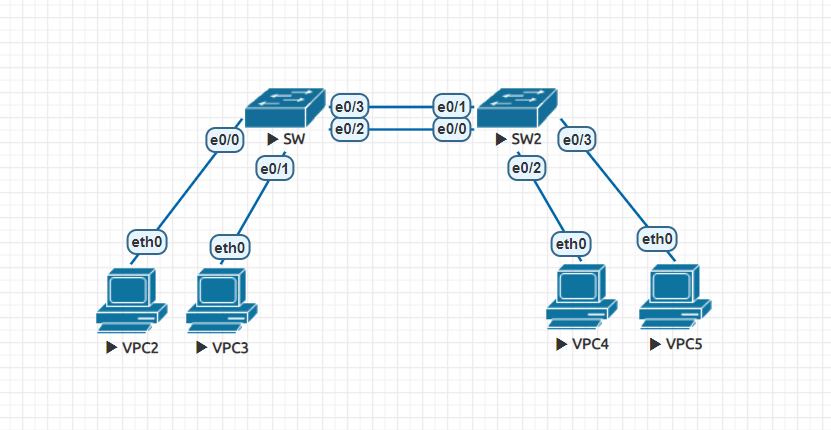 e0/3 e0/1
e0/2 e0/0
SW SW2
e0/0 e0/3
e0/1 e0/2
eth0 eth0 eth0 eth0
VPC2 VPC3 VPC4 VPC5